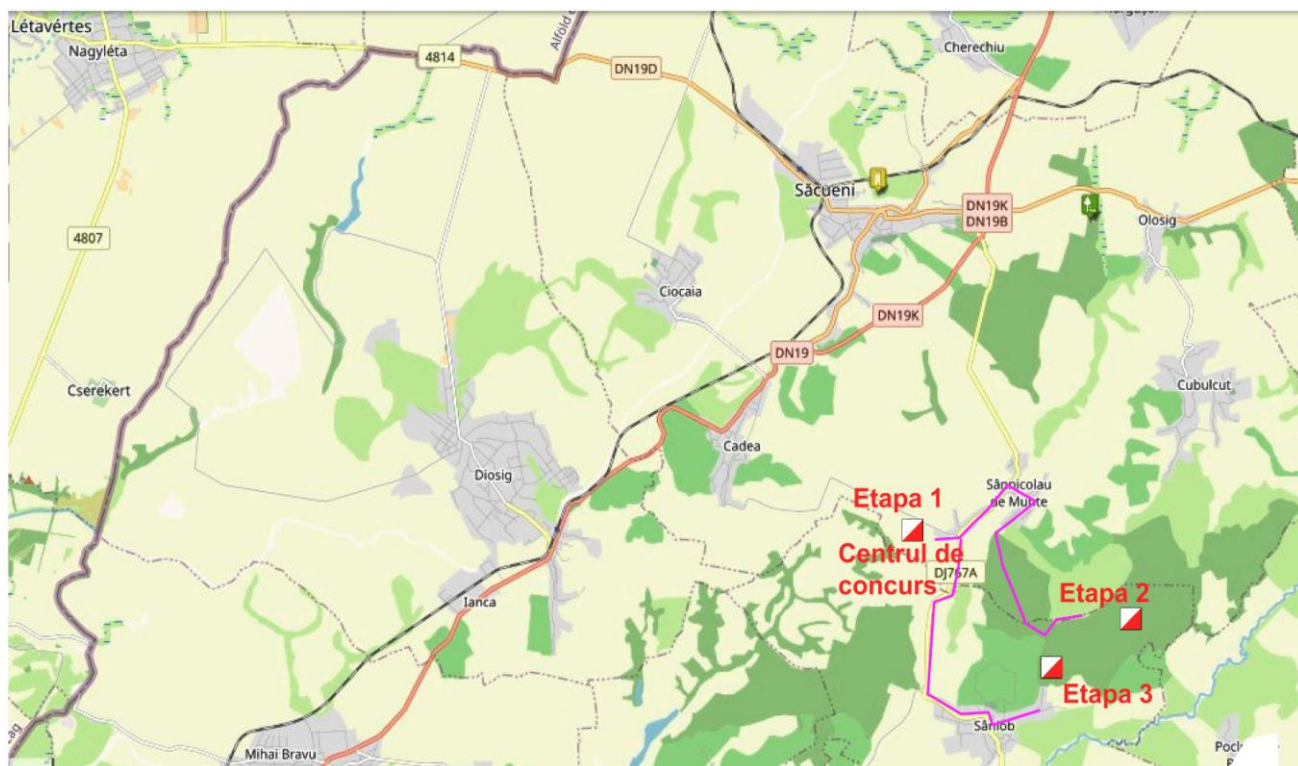 Létavértes
Nagyléta
4814
Alföld
DN19D
Cherechiu
4807
Săcueni
DN19K
DN19B
Olosig
Ciocaia
DN19K
DN19
Cserekert
Cubulcut
Cadea
Diosig
Sânnicolau
de Munte
Etapa 1
Centrul de
concurs
DJ767A
Ianca
Etapa 2
Etapa 3
Sâniob
Mihai Bravu